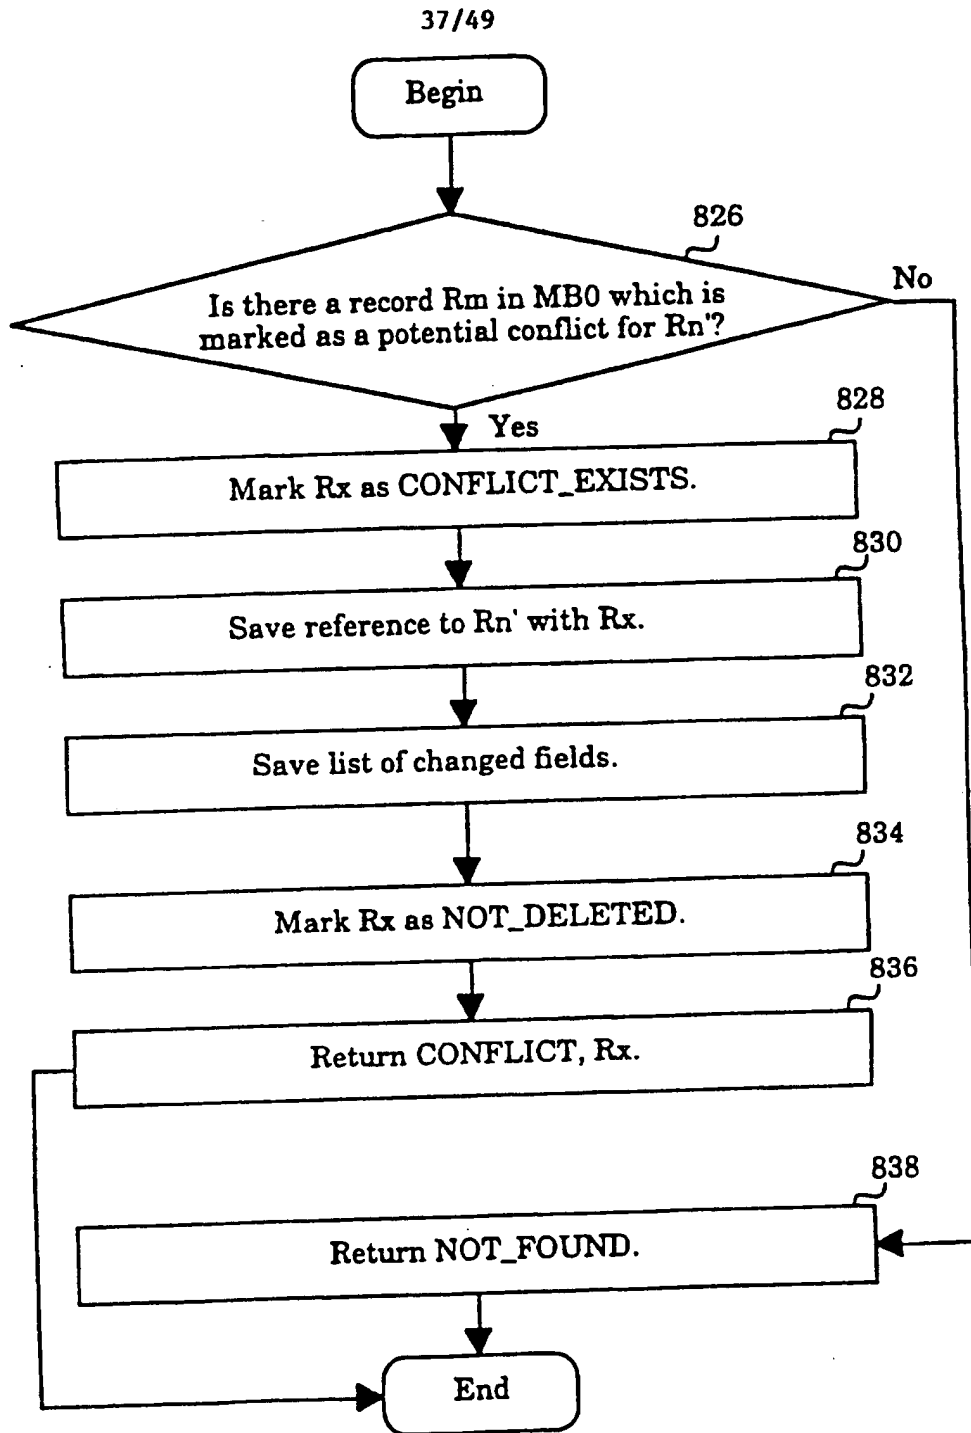 37/49
Begin
826
No
Is there a record Rm in MB0 which is
marked as a potential conflict for Rn'?
Yes
828
Mark Rx as CONFLICT_EXISTS.
830
Save reference to Rn' with Rx.
832
Save list of changed fields.
834
Mark Rx as NOT_DELETED.
836
Return CONFLICT, Rx.
838
Return NOT_FOUND.
End